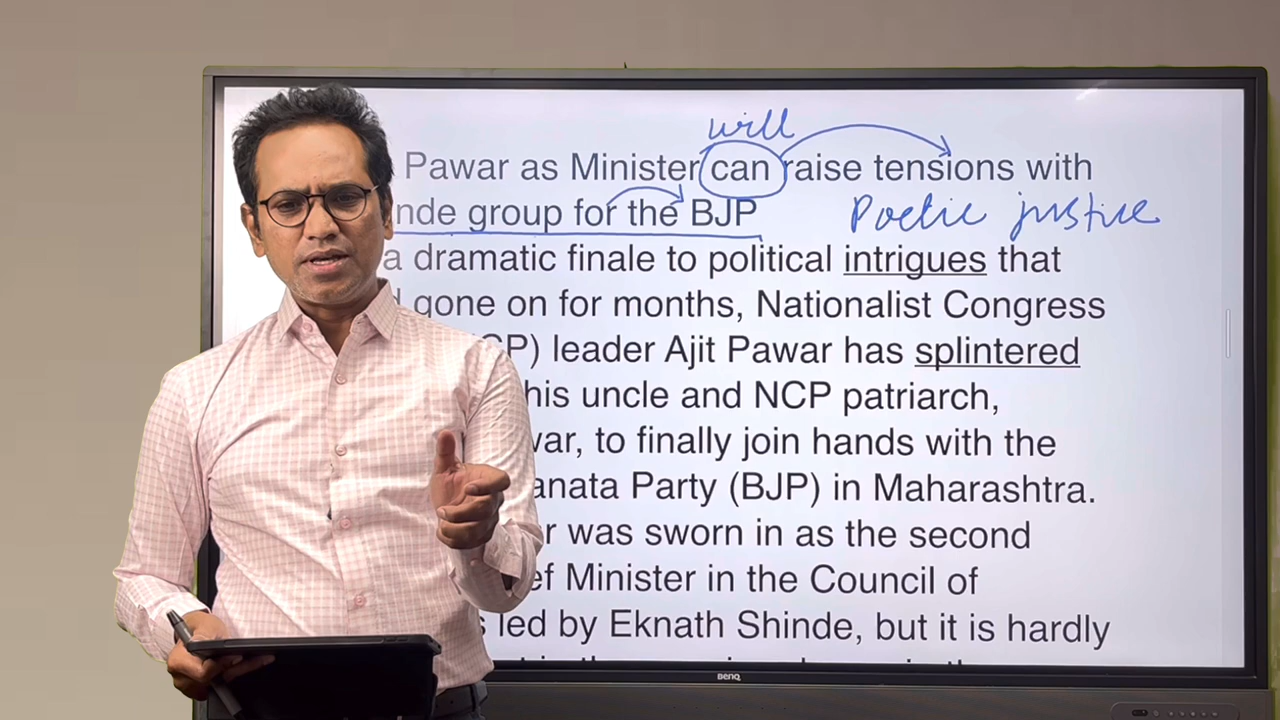 will
Pawar as Minister can raise tensions with
nde group for the BJP
Poetic justice
a dramatic finale to political intrigues that
gone on for months, Nationalist Congress
CP) leader Ajit Pawar has splintered
his uncle and NCP patriarch,
war, to finally join hands with the
anata Party (BJP) in Maharashtra.
r was sworn in as the second
ef Minister in the Council of
s led by Eknath Shinde, but it is hardly
BenQ